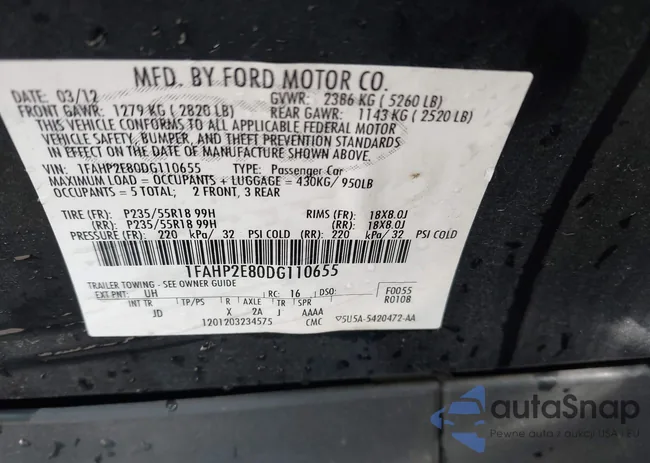 MFD. BY FORD MOTOR CO.
DATE: 03/12 GVWR: 2386 KG ( 5260 LB)
FRONT GAWR: 1279 KG ( 2820 LB) REAR GAWR: 1143 KG ( 2520 LB)
THIS VEHICLE CONFORMS TO ALL APPLICABLE FEDERAL MOTOR
VEHICLE SAFETY, BUMPER, AND THEFT PREVENTION STANDARDS
IN EFFECT ON THE DATE OF MANUFACTURE SHOWN ABOVE.
VIN: 1FAHP2E80DG110655 TYPE: Passenger Car
MAXIMUM LOAD = OCCUPANTS + LUGGAGE = 430KG/ 950LB
OCCUPANTS = 5 TOTAL; 2 FRONT, 3 REAR
TIRE (FR): P235/55R18 99H RIMS (FR): 18X8.0J
(RR): P235/55R18 99H (RR): 18X8.0J
PRESSURE (FR): 220 kPa/ 32 PSI COLD (RR): 220 kPa/ 32 PSI COLD
1FAHP2E80DG110655
TRAILER TOWING - SEE OWNER GUIDE
F0055
EXT PNT: UH RC: 16 DSO: R0108
INT TR TP/PS R AXLE TR SPR
JD X 2A J AAAA
1201203234575 CMC 5U5A-5420472-AA
autoSnap
Pewne auta z aukcji USA i EU